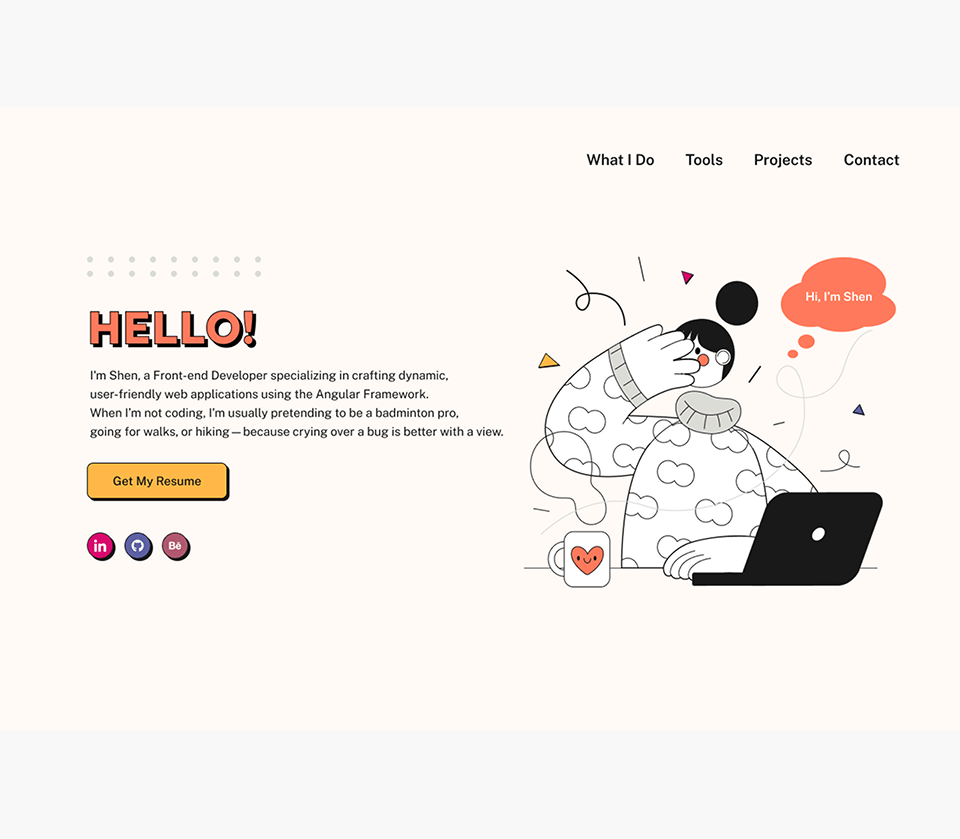 What I Do Tools Projects Contact
HELLO!
Hi, I'm Shen
I'm Shen, a Front-end Developer specializing in crafting dynamic,
user-friendly web applications using the Angular Framework.
When I'm not coding, I'm usually pretending to be a badminton pro,
going for walks, or hiking — because crying over a bug is better with a view.
Get My Resume
in
Bē